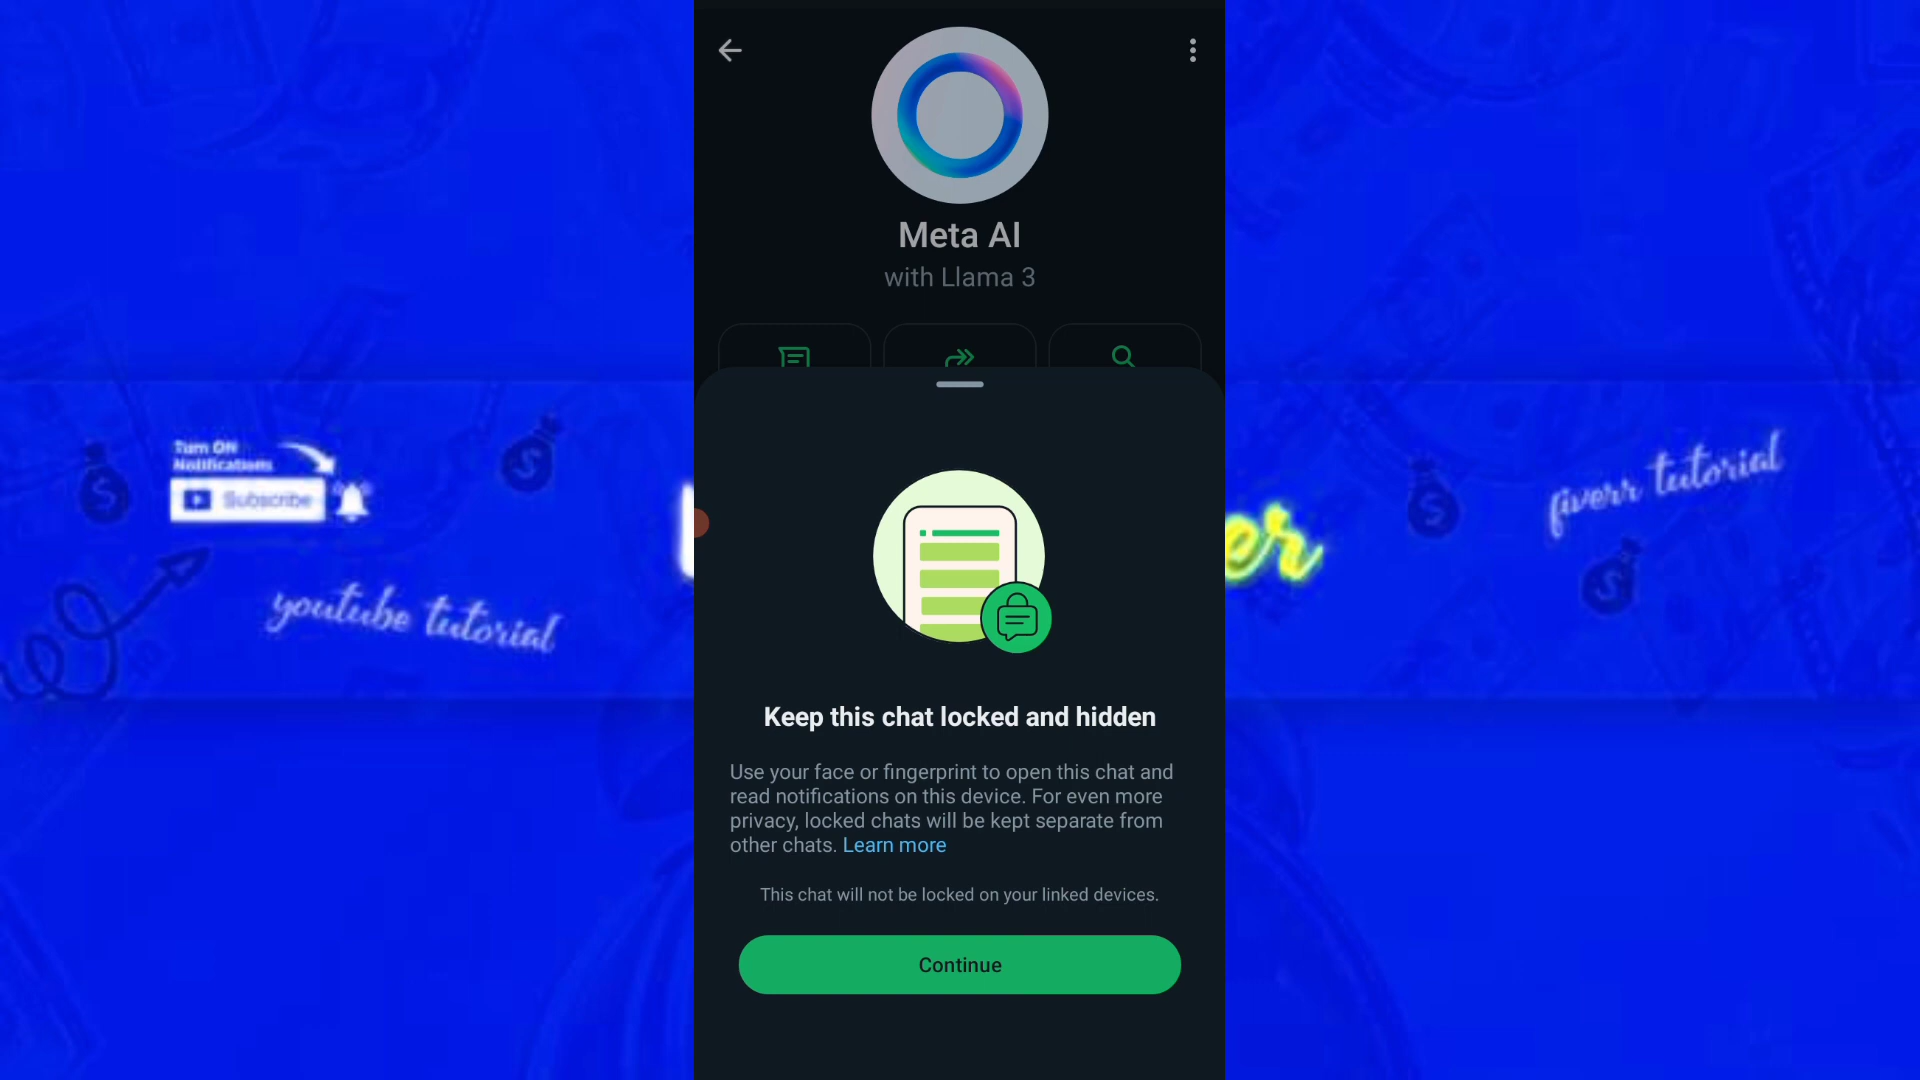 Meta AI
with Llama 3
Turn ON
Notifications
Subscribe
youtube tutorial
er
fiverr tutorial
Keep this chat locked and hidden
Use your face or fingerprint to open this chat and
read notifications on this device. For even more
privacy, locked chats will be kept separate from
other chats. Learn more
This chat will not be locked on your linked devices.
Continue